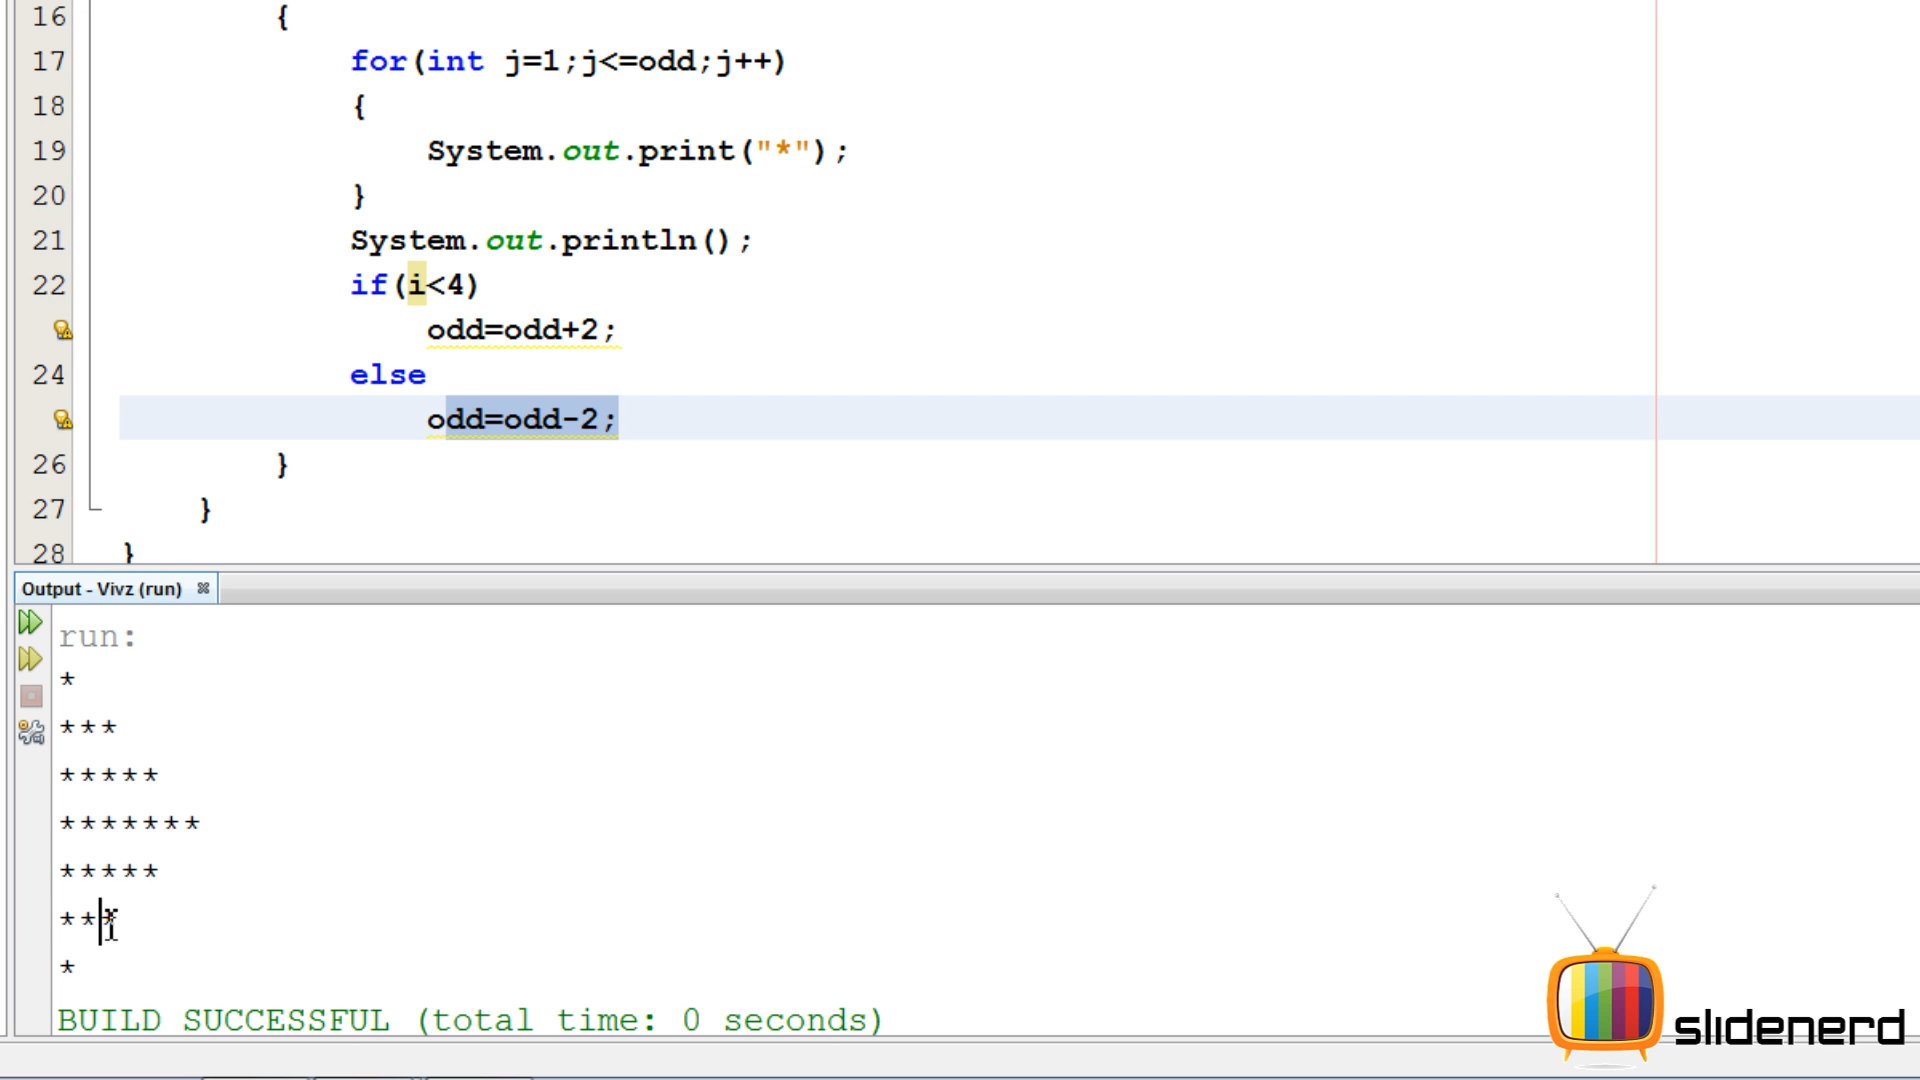 16 {
17 for(int j=1;j<=odd;j++)
18 {
19 System.out.print("*");
20 }
21 System.out.println();
22 if(i<4)
odd=odd+2;
24 else
odd=odd-2;
26 }
27 }
28 }
Output - Vivz (run)
run:
*
***
*****
*******
*****
***
*
BUILD SUCCESSFUL (total time: 0 seconds)
slidenerd